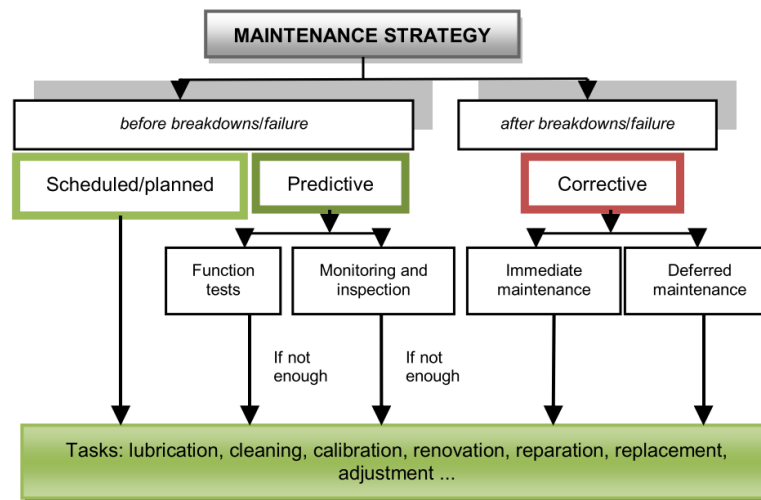 MAINTENANCE STRATEGY
before breakdowns/failure
after breakdowns/failure
Scheduled/planned
Predictive
Corrective
Function
tests
Monitoring and
inspection
Immediate
maintenance
Deferred
maintenance
If not
enough
If not
enough
Tasks: lubrication, cleaning, calibration, renovation, reparation, replacement,
adjustment ...